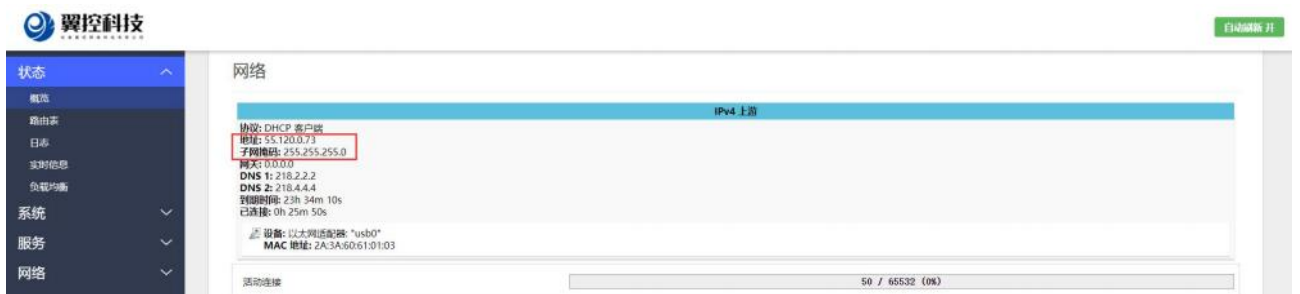 翼控科技
自动刷新 开
状态
概览
路由表
日志
实时信息
负载均衡
系统
服务
网络
网络
IPv4 上游
协议: DHCP 客户端
地址: 55.120.0.73
子网掩码: 255.255.255.0
网关: 0.0.0.0
DNS 1: 218.2.2.2
DNS 2: 218.4.4.4
到期时间: 23h 34m 10s
已连接: 0h 25m 50s
设备: 以太网适配器: "usb0"
MAC 地址: 2A:3A:60:61:01:03
活动连接
50 / 65532 (0%)